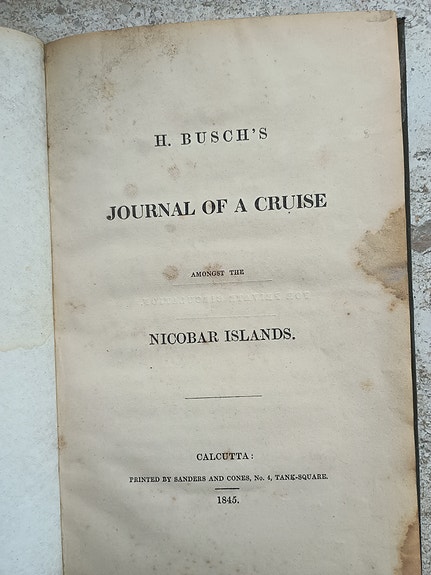 H. BUSCH'S
JOURNAL OF A CRUISE
AMONGST THE
NICOBAR ISLANDS.
CALCUTTA:
PRINTED BY SANDERS AND CONES, No. 4, TANK-SQUARE.
1845.